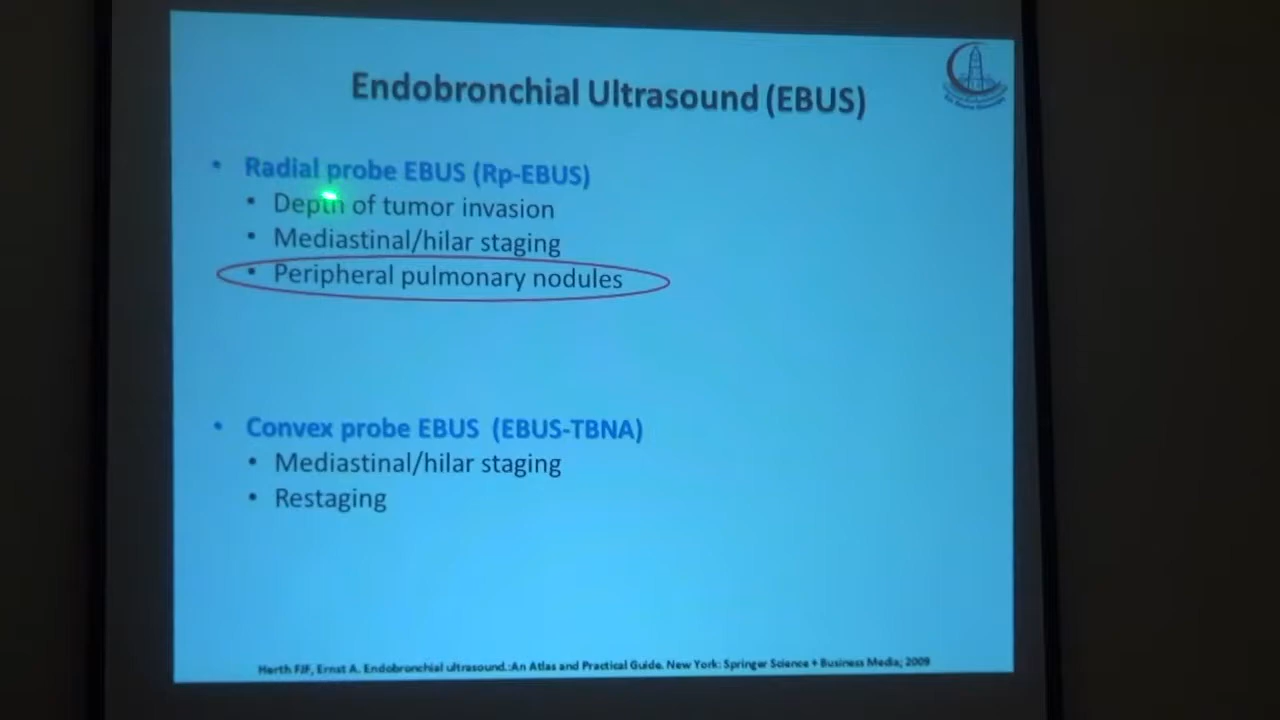 Endobronchial Ultrasound (EBUS)
• Radial probe EBUS (Rp-EBUS)
• Depth of tumor invasion
• Mediastinal/hilar staging
• Peripheral pulmonary nodules
• Convex probe EBUS (EBUS-TBNA)
• Mediastinal/hilar staging
• Restaging
Herth FJF, Ernst A. Endobronchial ultrasound.:An Atlas and Practical Guide. New York: Springer Science + Business Media; 2009